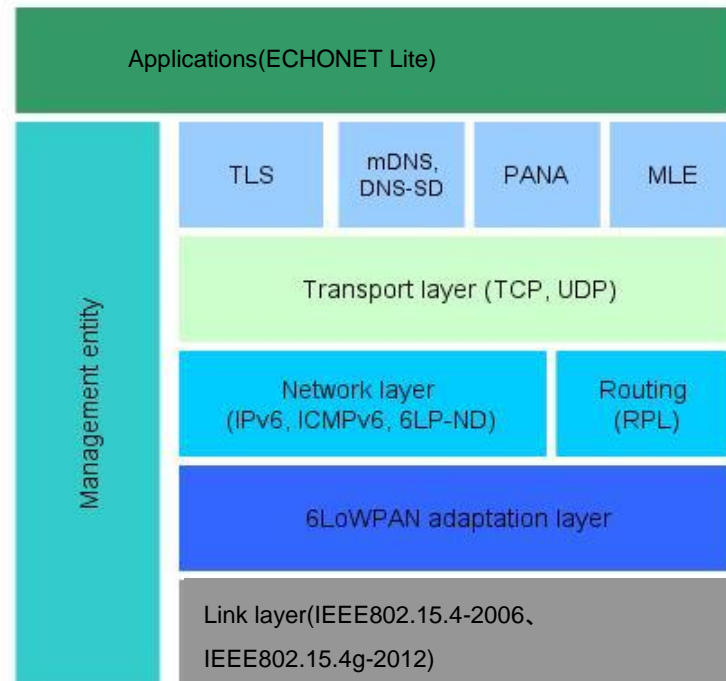 Applications(ECHONET Lite)
Management entity
TLS
mDNS,
DNS-SD
PANA
MLE
Transport layer (TCP, UDP)
Network layer
(IPv6, ICMPv6, 6LP-ND)
Routing
(RPL)
6LoWPAN adaptation layer
Link layer(IEEE802.15.4-2006、
IEEE802.15.4g-2012)